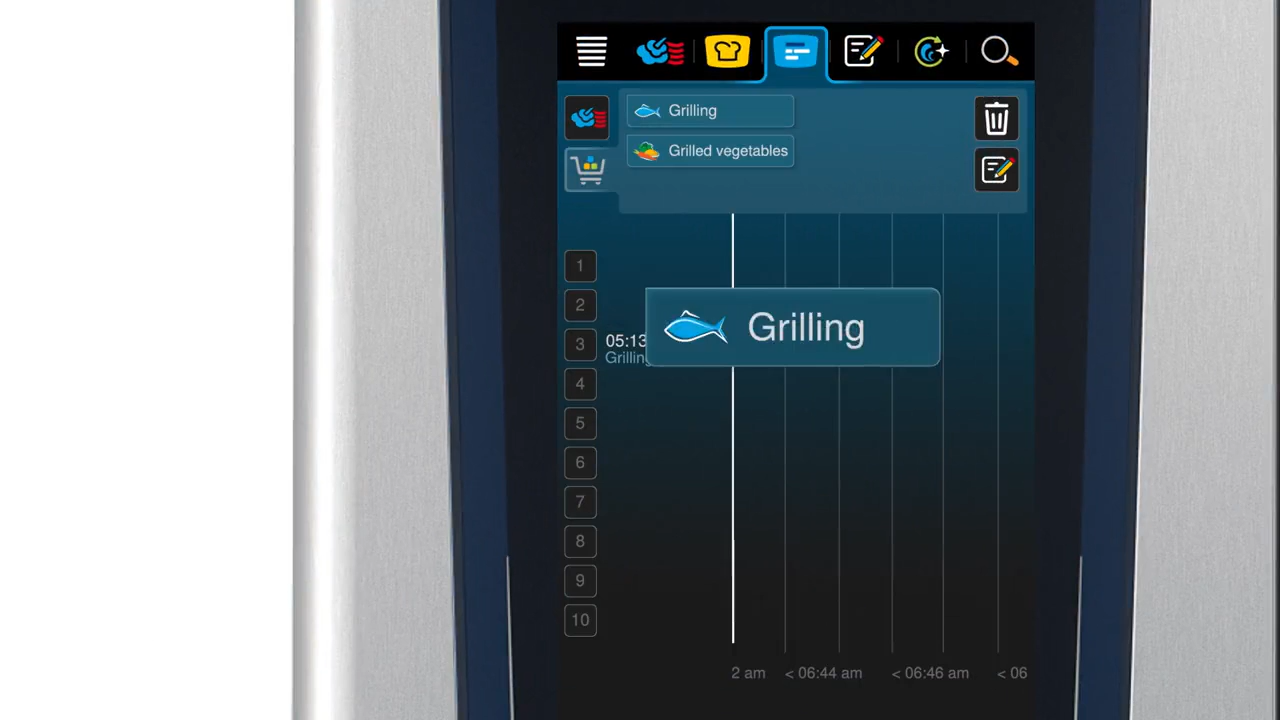 Grilling
Grilled vegetables
1
2
Grilling
3
05:13
Grilling
4
5
6
7
8
9
10
2 am
< 06:44 am
< 06:46 am
< 06